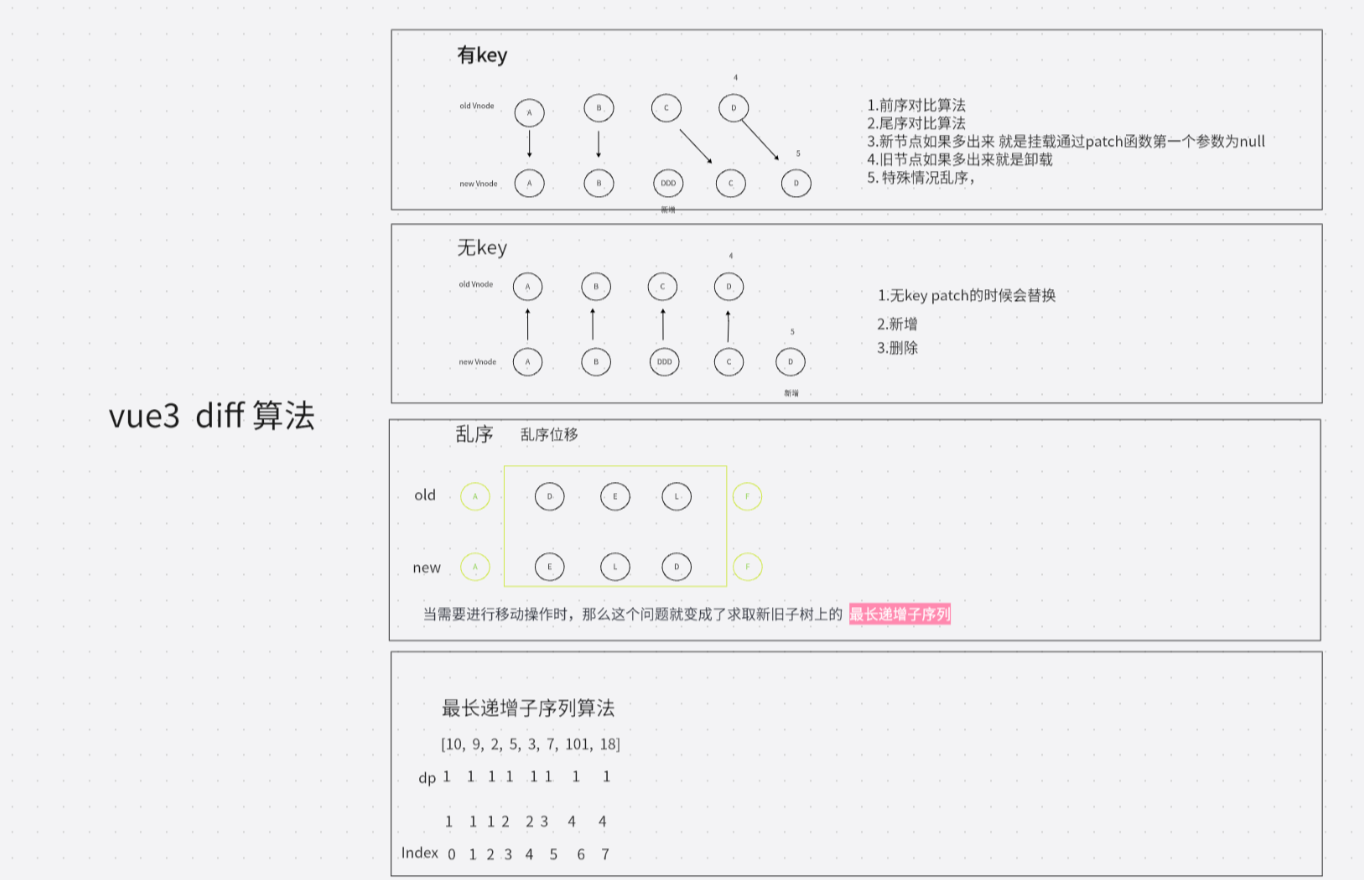 vue3 diff 算法
有key
4
old Vnode A B C D
5
new Vnode A B DDD C D
新增
1.前序对比算法
2.尾序对比算法
3.新节点如果多出来 就是挂载通过patch函数第一个参数为null
4.旧节点如果多出来就是卸载
5. 特殊情况乱序，
无key
4
old Vnode A B C D
5
new Vnode A B DDD C D
新增
1.无key patch的时候会替换
2.新增
3.删除
乱序 乱序位移
old A D E L F
new A E L D F
当需要进行移动操作时，那么这个问题就变成了求取新旧子树上的 最长递增子序列
最长递增子序列算法
[10, 9, 2, 5, 3, 7, 101, 18]
dp 1 1 1 1 1 1 1 1
1 1 1 2 2 3 4 4
Index 0 1 2 3 4 5 6 7